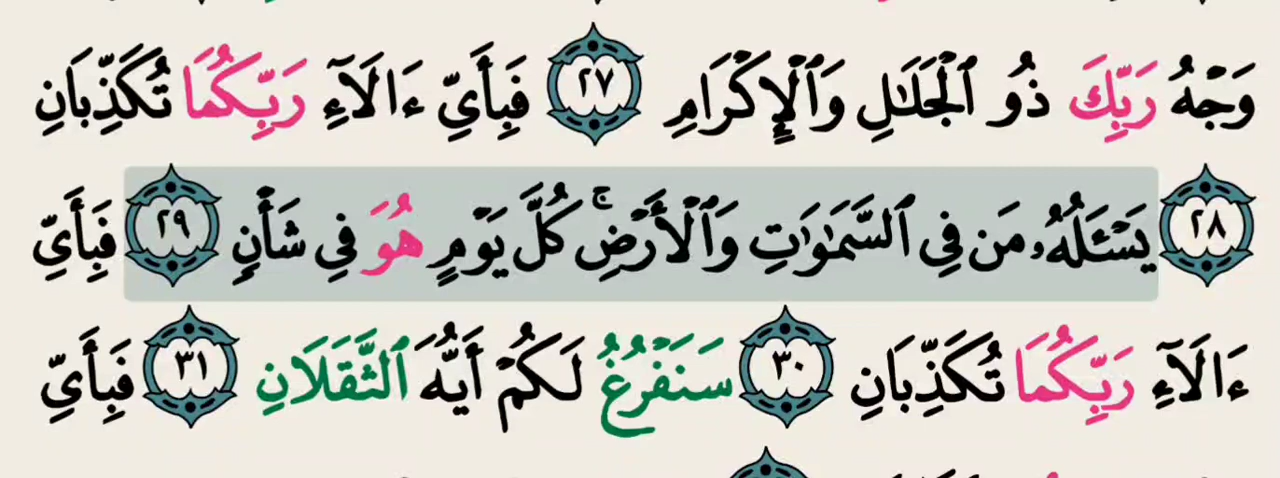 وَجْهُ رَبِّكَ ذُو ٱلْجَلَـٰلِ وَٱلْإِكْرَامِ ٢٧ فَبِأَىِّ ءَالَآءِ رَبِّكُمَا تُكَذِّبَانِ
٢٨ يَسْـَٔلُهُۥ مَن فِى ٱلسَّمَـٰوَٰتِ وَٱلْأَرْضِ ۚ كُلَّ يَوْمٍ هُوَ فِى شَأْنٍ ٢٩ فَبِأَىِّ
ءَالَآءِ رَبِّكُمَا تُكَذِّبَانِ ٣٠ سَنَفْرُغُ لَكُمْ أَيُّهَ ٱلثَّقَلَانِ ٣١ فَبِأَىِّ